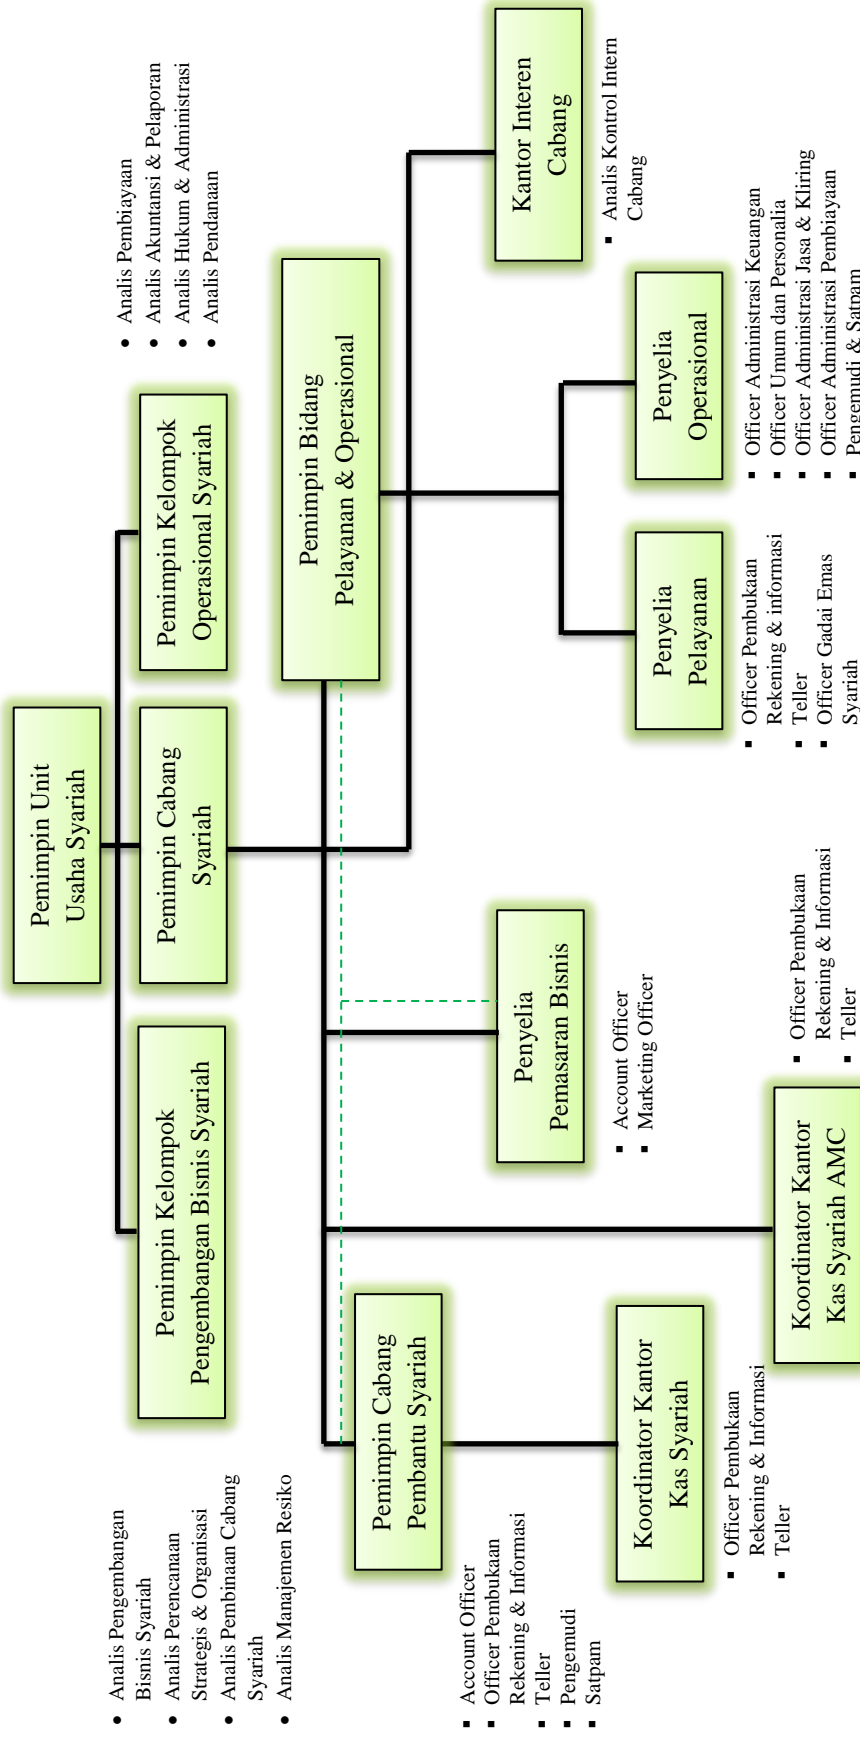 Pemimpin Unit
Usaha Syariah
Pemimpin Kelompok
Pengembangan Bisnis Syariah
Pemimpin Cabang
Syariah
Pemimpin Kelompok
Operasional Syariah
• Analis Pengembangan
Bisnis Syariah
• Analis Perencanaan
Strategis & Organisasi
• Analis Pembinaan Cabang
Syariah
• Analis Manajemen Resiko
• Analis Pembiayaan
• Analis Akuntansi & Pelaporan
• Analis Hukum & Administrasi
• Analis Pendanaan
Pemimpin Bidang
Pelayanan & Operasional
Pemimpin Cabang
Pembantu Syariah
▪ Account Officer
▪ Officer Pembukaan
Rekening & Informasi
▪ Teller
▪ Pengemudi
▪ Satpam
Penyelia
Pemasaran Bisnis
▪ Account Officer
▪ Marketing Officer
Kantor Interen
Cabang
▪ Analis Kontrol Intern
Cabang
Koordinator Kantor
Kas Syariah
▪ Officer Pembukaan
Rekening & Informasi
▪ Teller
Penyelia
Pelayanan
▪ Officer Pembukaan
Rekening & informasi
▪ Teller
▪ Officer Gadai Emas
Syariah
Penyelia
Operasional
▪ Officer Administrasi Keuangan
▪ Officer Umum dan Personalia
▪ Officer Administrasi Jasa & Kliring
▪ Officer Administrasi Pembiayaan
▪ Pengemudi & Satpam
Koordinator Kantor
Kas Syariah AMC
▪ Officer Pembukaan
Rekening & Informasi
▪ Teller